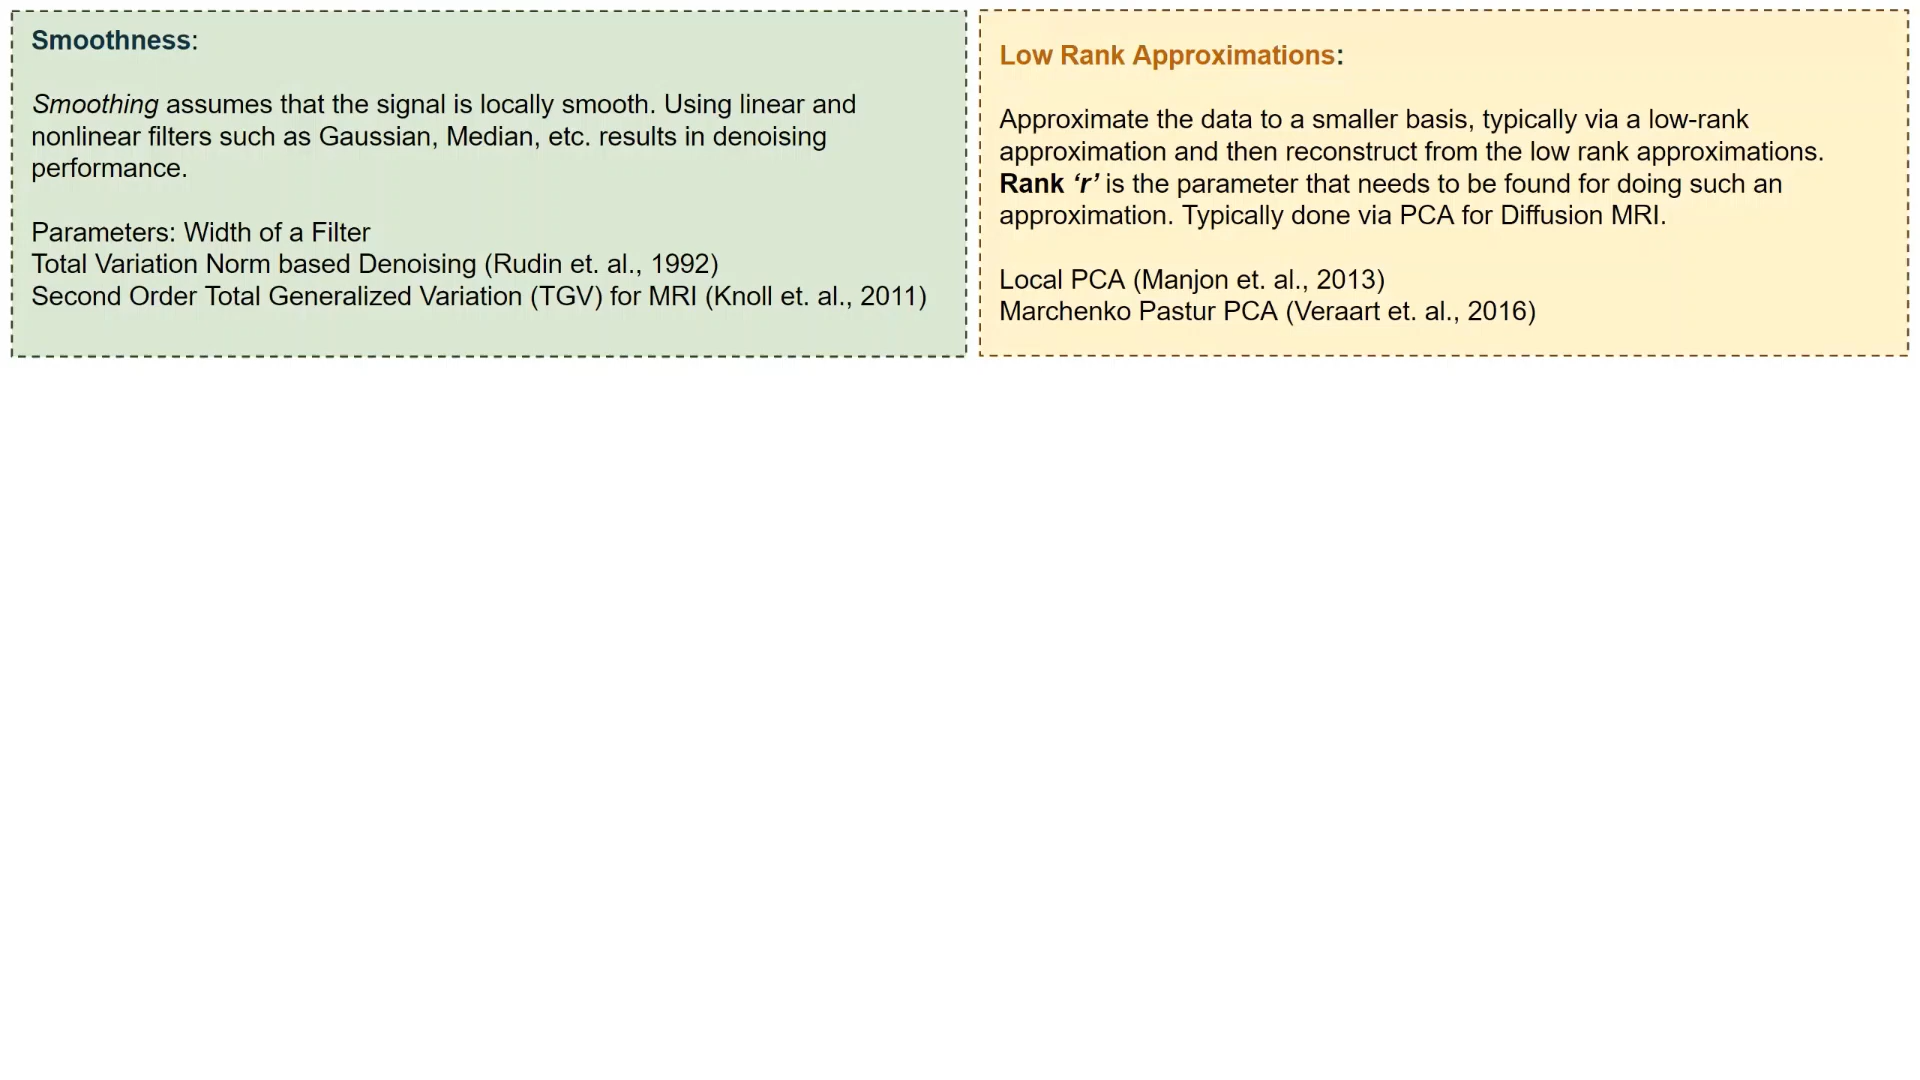 Smoothness:
Smoothing assumes that the signal is locally smooth. Using linear and
nonlinear filters such as Gaussian, Median, etc. results in denoising
performance.
Parameters: Width of a Filter
Total Variation Norm based Denoising (Rudin et. al., 1992)
Second Order Total Generalized Variation (TGV) for MRI (Knoll et. al., 2011)
Low Rank Approximations:
Approximate the data to a smaller basis, typically via a low-rank
approximation and then reconstruct from the low rank approximations.
Rank ‘r’ is the parameter that needs to be found for doing such an
approximation. Typically done via PCA for Diffusion MRI.
Local PCA (Manjon et. al., 2013)
Marchenko Pastur PCA (Veraart et. al., 2016)